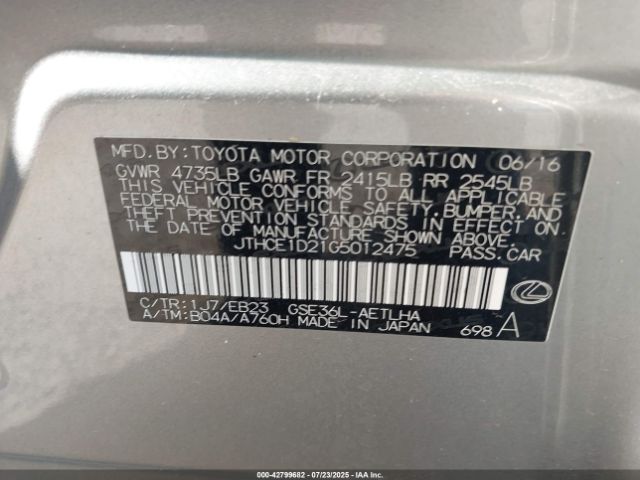 MFD.BY:TOYOTA MOTOR CORPORATION 06/16
GVWR 4735LB GAWR FR 2415LB RR 2545LB
THIS VEHICLE CONFORMS TO ALL APPLICABLE
FEDERAL MOTOR VEHICLE SAFETY, BUMPER, AND
THEFT PREVENTION STANDARDS IN EFFECT ON
THE DATE OF MANUFACTURE SHOWN ABOVE.
JTHCE1D21G5012475 PASS.CAR
C/TR:1J7/EB23 GSE36L-AETLHA
A/TM:B04A/A760H MADE IN JAPAN 698 A
000-42799682 - 07/23/2025 - IAAI.COM